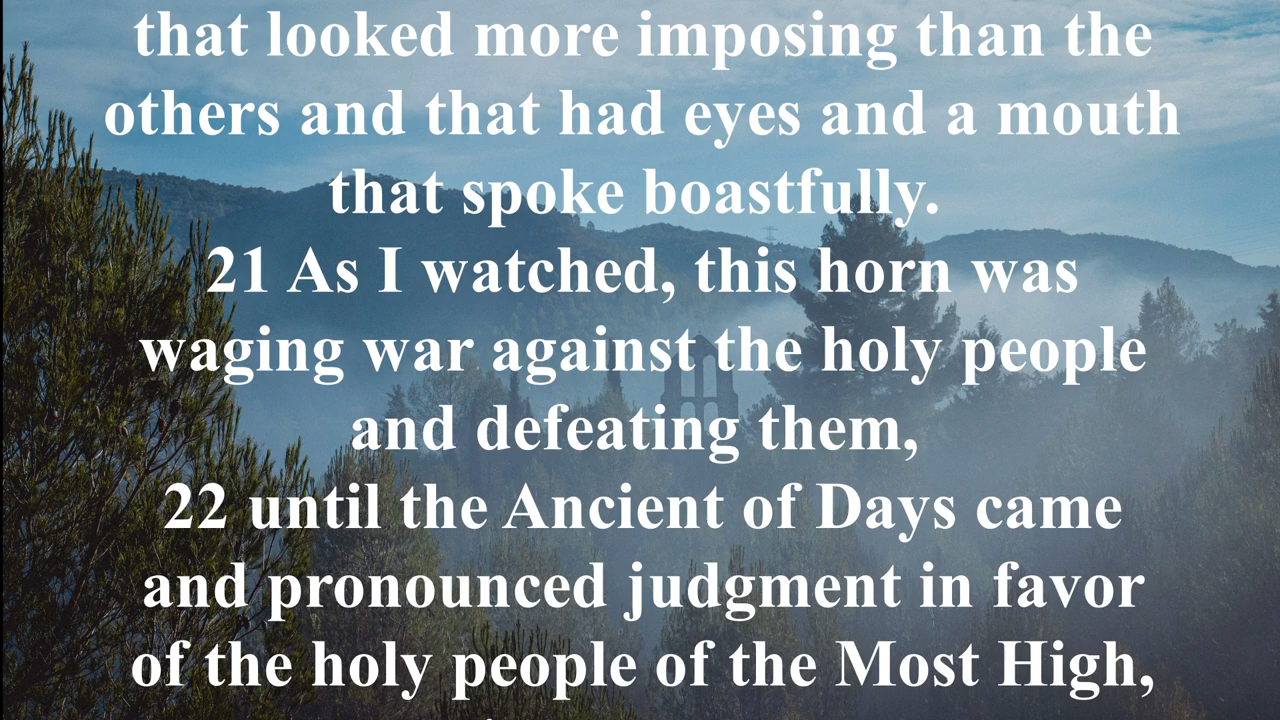 that looked more imposing than the
others and that had eyes and a mouth
that spoke boastfully.
21 As I watched, this horn was
waging war against the holy people
and defeating them,
22 until the Ancient of Days came
and pronounced judgment in favor
of the holy people of the Most High,